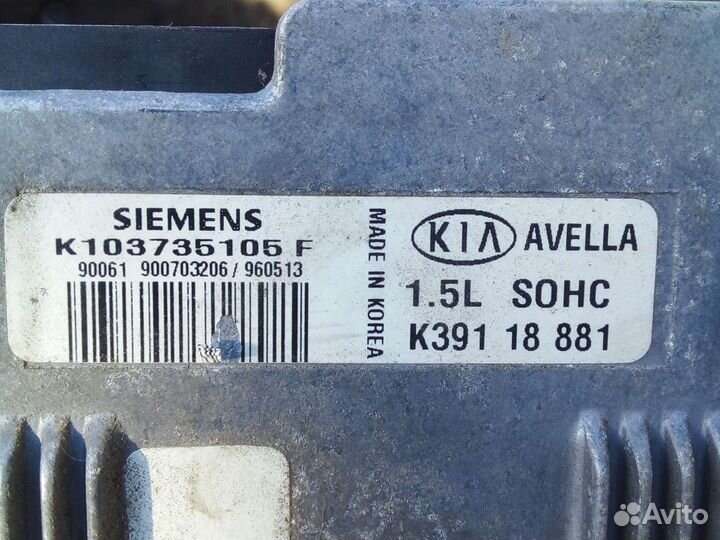 SIEMENS
K103735105 F
90061 900703206 / 960513
MADE IN KOREA
KIA AVELLA
1.5L SOHC
K391 18 881
Avito